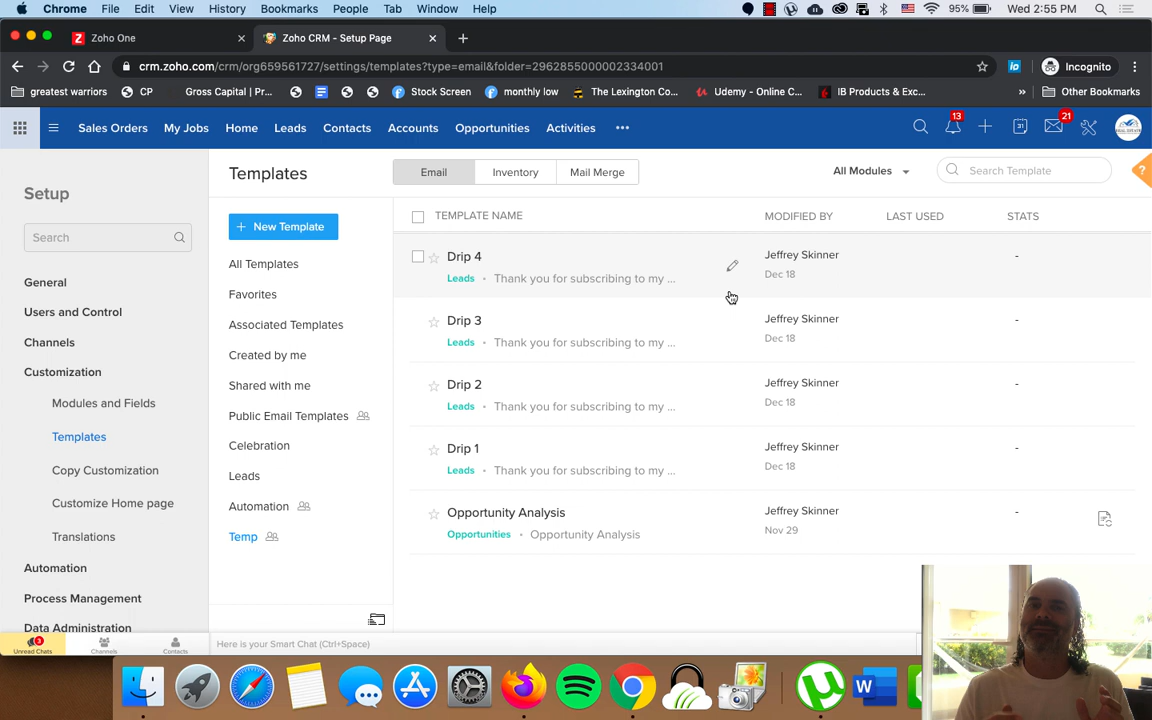 Chrome File Edit View History Bookmarks People Tab Window Help 95% Wed 2:55 PM
Zoho One Zoho CRM - Setup Page
crm.zoho.com/crm/org659561727/settings/templates?type=email&folder=2962855000002334001 Incognito
greatest warriors CP Gross Capital | Pr... Stock Screen monthly low The Lexington Co... Udemy - Online C... IB Products & Exc... » Other Bookmarks
Sales Orders My Jobs Home Leads Contacts Accounts Opportunities Activities ••• 13 31 21
Setup
Search
General
Users and Control
Channels
Customization
Modules and Fields
Templates
Copy Customization
Customize Home page
Translations
Automation
Process Management
Data Administration
Templates
Email Inventory Mail Merge
All Modules
Search Template
?
+ New Template
All Templates
Favorites
Associated Templates
Created by me
Shared with me
Public Email Templates
Celebration
Leads
Automation
Temp
TEMPLATE NAME MODIFIED BY LAST USED STATS
Drip 4 Jeffrey Skinner -
Leads • Thank you for subscribing to my ... Dec 18
Drip 3 Jeffrey Skinner -
Leads • Thank you for subscribing to my ... Dec 18
Drip 2 Jeffrey Skinner -
Leads • Thank you for subscribing to my ... Dec 18
Drip 1 Jeffrey Skinner -
Leads • Thank you for subscribing to my ... Dec 18
Opportunity Analysis Jeffrey Skinner -
Opportunities • Opportunity Analysis Nov 29
3
Unread Chats Channels Contacts
Here is your Smart Chat (Ctrl+Space)
W